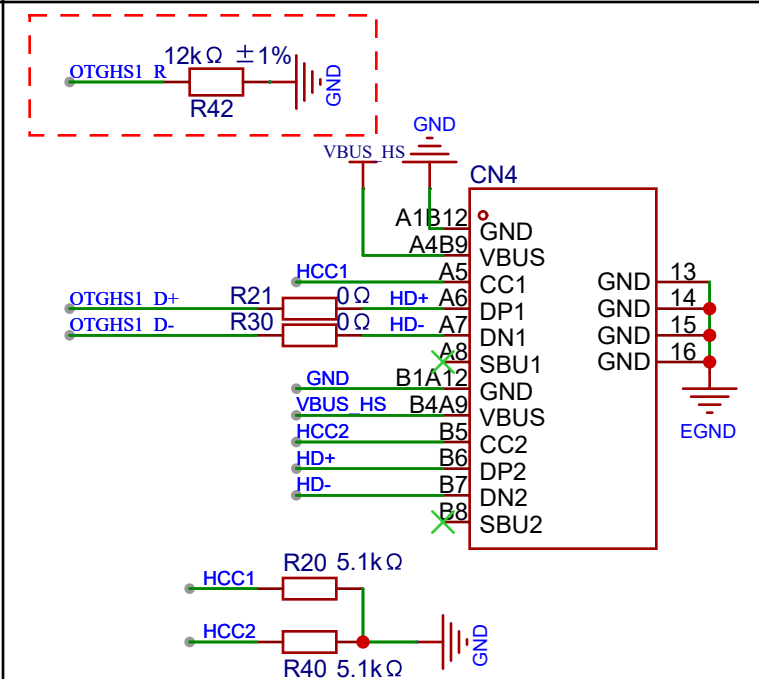 12kΩ ±1%
OTGHS1_R
R42
GND
GND
VBUS_HS
CN4
A1B12
GND
A4B9
VBUS
HCC1
A5
CC1
GND
13
OTGHS1_D+
R21
0Ω
HD+
A6
DP1
GND
14
OTGHS1_D-
R30
0Ω
HD-
A7
DN1
GND
15
A8
SBU1
GND
16
GND
B1A12
GND
VBUS_HS
B4A9
VBUS
EGND
HCC2
B5
CC2
HD+
B6
DP2
HD-
B7
DN2
B8
SBU2
R20 5.1kΩ
HCC1
HCC2
GND
R40 5.1kΩ